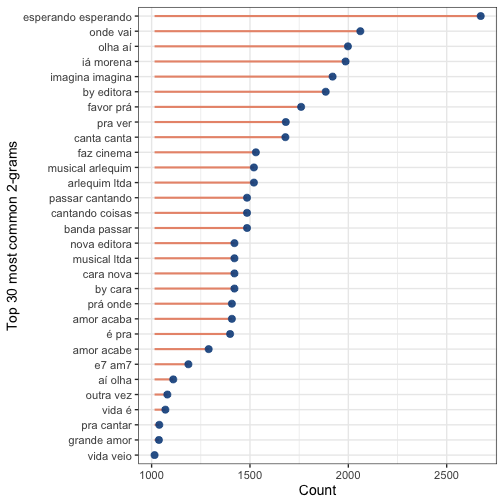 esperando esperando
onde vai
olha aí
iá morena
imagina imagina
by editora
favor prá
pra ver
canta canta
faz cinema
musical arlequim
arlequim ltda
passar cantando
cantando coisas
banda passar
nova editora
musical ltda
cara nova
by cara
prá onde
amor acaba
é pra
amor acabe
e7 am7
aí olha
outra vez
vida é
pra cantar
grande amor
vida veio
1000 1500 2000 2500
Count
Top 30 most common 2-grams